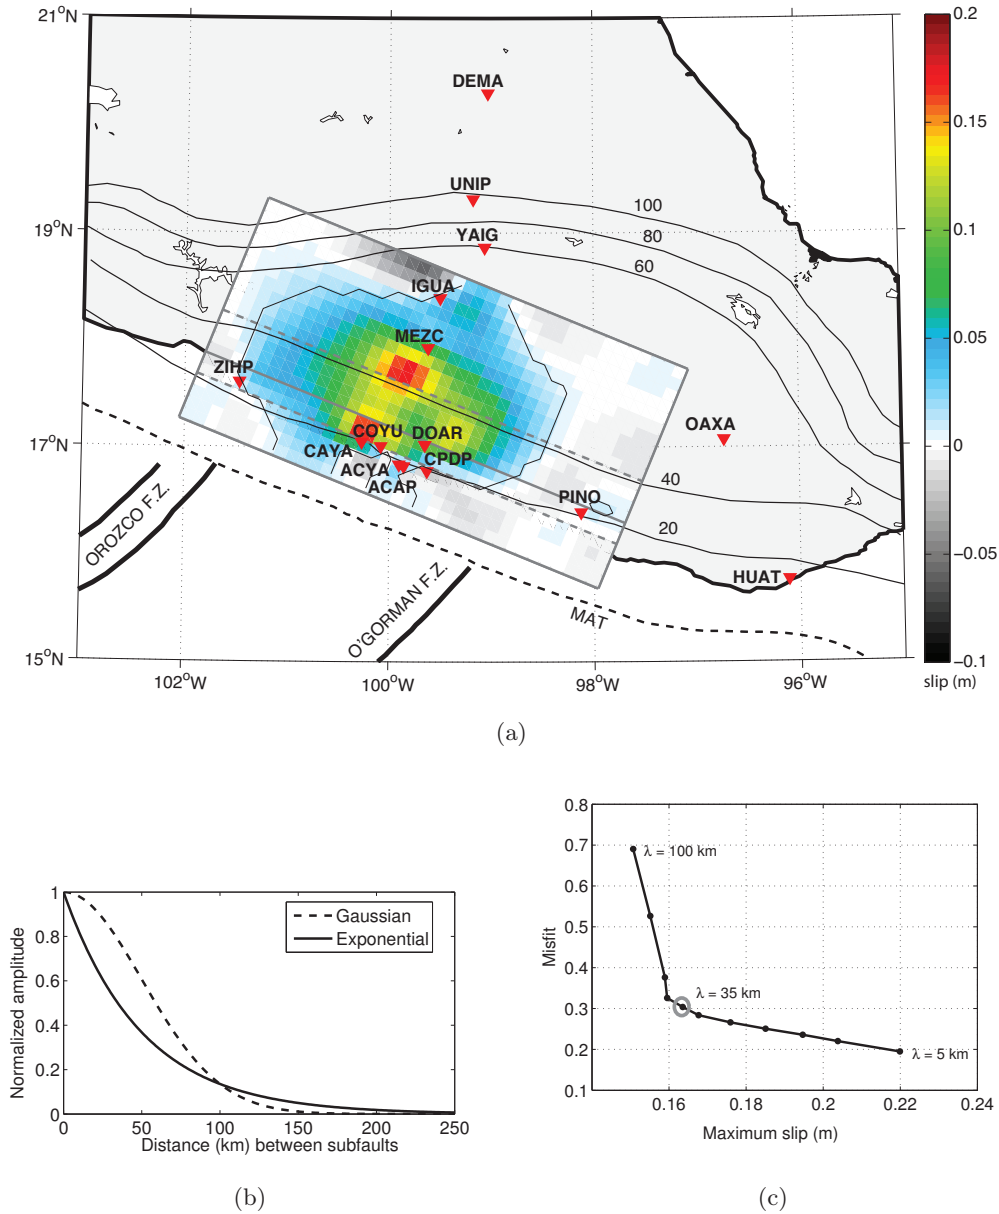 21°N
19°N
17°N
15°N
102°W
100°W
98°W
96°W
DEMA
UNIP
YAIG
IGUA
MEZC
ZIHP
COYU
DOAR
CAYA
CPDP
ACYA
ACAP
PINO
OAXA
HUAT
100
80
60
40
20
OROZCO F.Z.
O'GORMAN F.Z.
MAT
0.2
0.15
0.1
0.05
0
−0.05
−0.1
slip (m)
(a)
Normalized amplitude
1
0.8
0.6
0.4
0.2
0
Gaussian
Exponential
0
50
100
150
200
250
Distance (km) between subfaults
(b)
Misfit
0.8
0.7
0.6
0.5
0.4
0.3
0.2
0.1
λ = 100 km
λ = 35 km
λ = 5 km
0.16
0.18
0.2
0.22
0.24
Maximum slip (m)
(c)